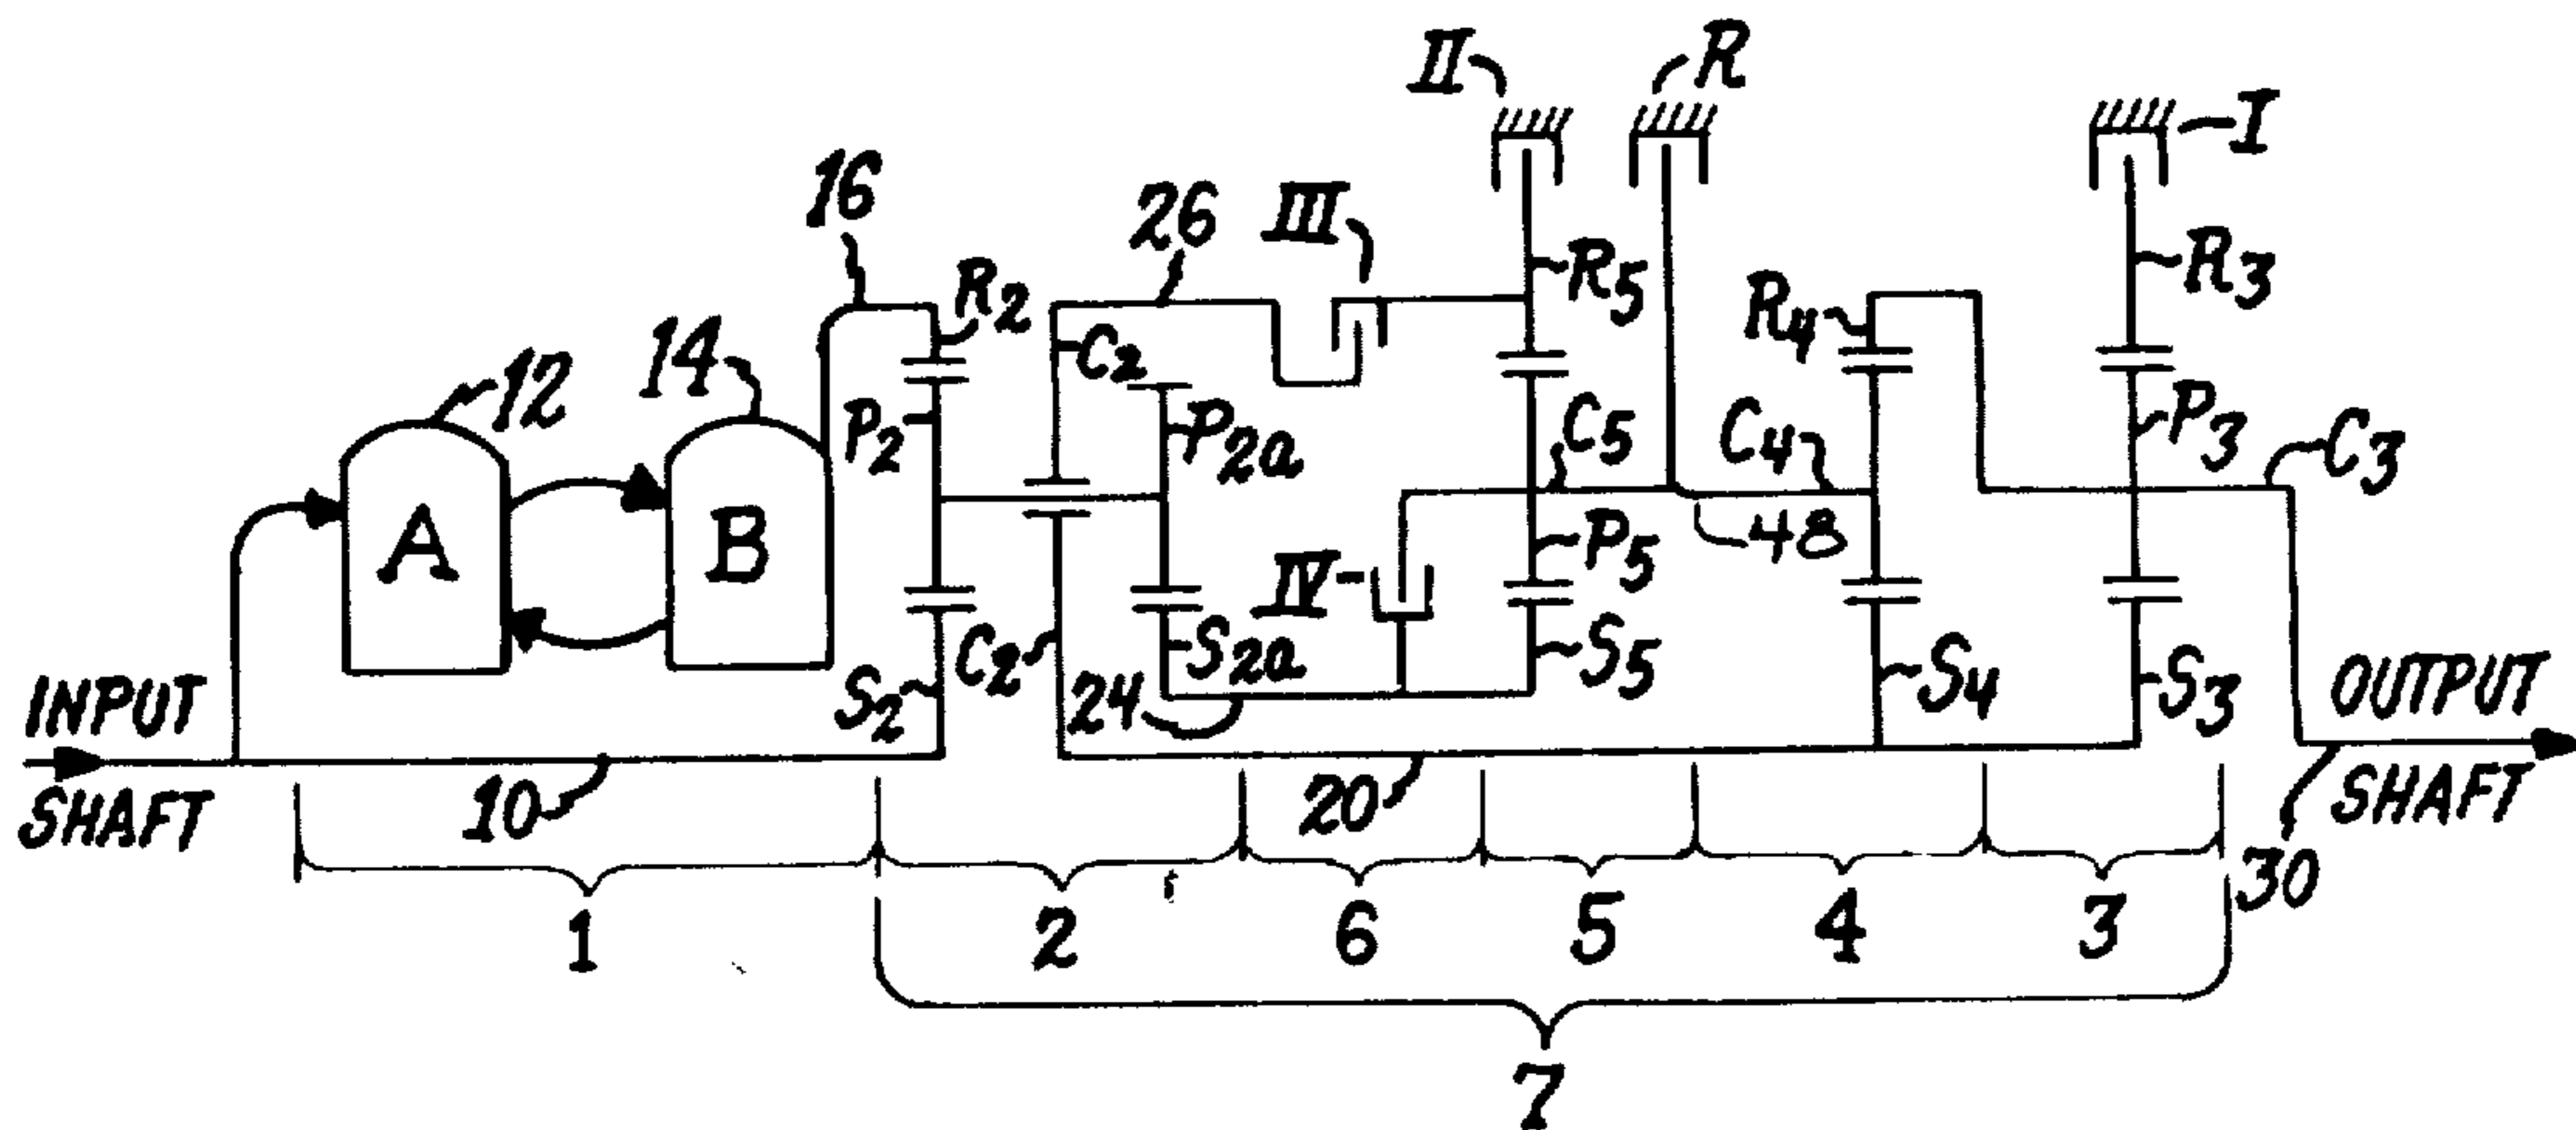 II
R
I
16
26
III
R2
R5
R3
R4
C2
14
12
P2
P2a
C5
C4
P3
C3
A
B
P5
48
IV
S2
C2
S2a
S5
S4
S3
24
INPUT
SHAFT
10
20
OUTPUT
SHAFT
30
1
2
6
5
4
3
7